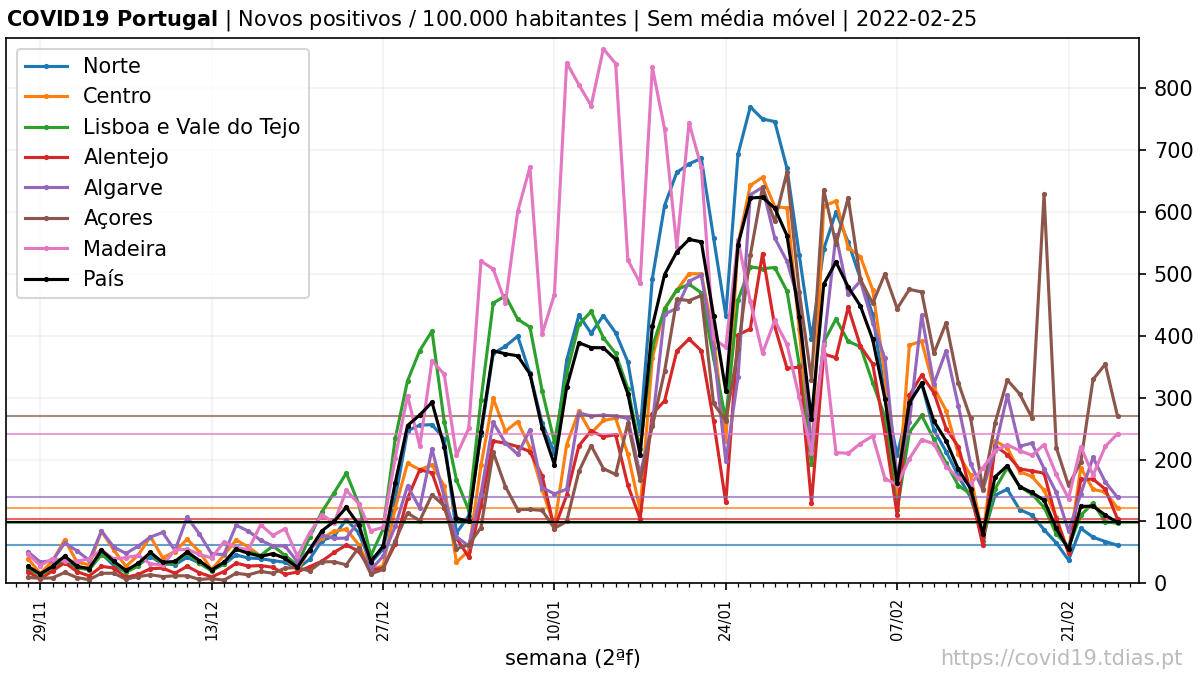 COVID19 Portugal | Novos positivos / 100.000 habitantes | Sem média móvel | 2022-02-25
Norte
Centro
Lisboa e Vale do Tejo
Alentejo
Algarve
Açores
Madeira
País
800
700
600
500
400
300
200
100
0
29/11
13/12
27/12
10/01
24/01
07/02
21/02
semana (2ªf)
https://covid19.tdias.pt